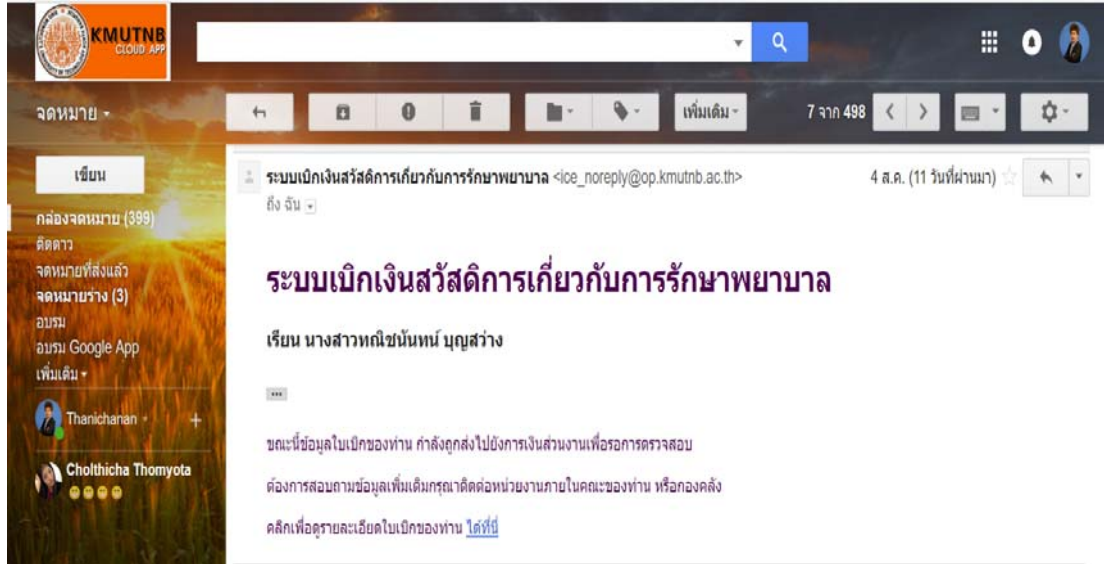 KMUTNB
CLOUD APP
จดหมาย
เพิ่มเติม
7 จาก 498
เขียน
กล่องจดหมาย (399)
ติดดาว
จดหมายที่ส่งแล้ว
จดหมายร่าง (3)
อบรม
อบรม Google App
เพิ่มเติม
Thanichanan
Cholthicha Thomyota
ระบบเบิกเงินสวัสดิการเกี่ยวกับการรักษาพยาบาล <ice_noreply@op.kmutnb.ac.th>
4 ส.ค. (11 วันที่ผ่านมา)
ถึง ฉัน
ระบบเบิกเงินสวัสดิการเกี่ยวกับการรักษาพยาบาล
เรียน นางสาวทณิชนันทน์ บุญสว่าง
ขณะนี้ข้อมูลใบเบิกของท่าน กำลังถูกส่งไปยังการเงินส่วนงานเพื่อรอการตรวจสอบ
ต้องการสอบถามข้อมูลเพิ่มเติมกรุณาติดต่อหน่วยงานภายในคณะของท่าน หรือกองคลัง
คลิกเพื่อดูรายละเอียดใบเบิกของท่าน ได้ที่นี่